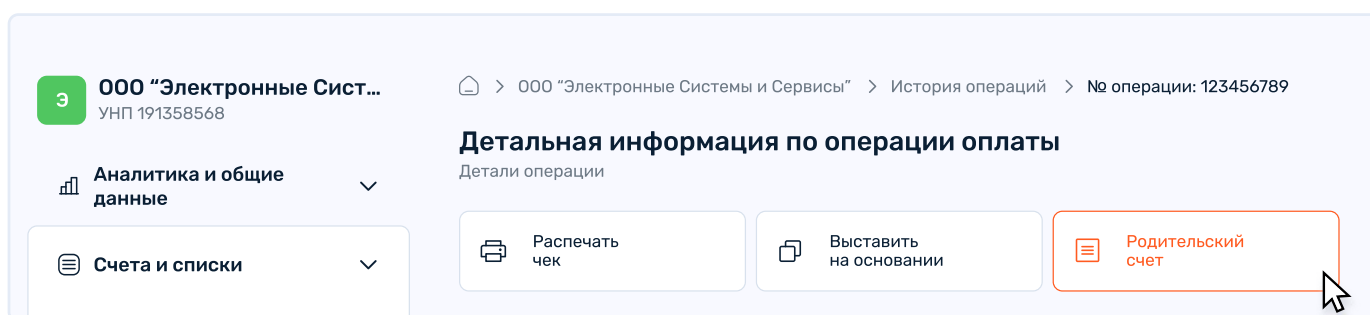 Э
ООО “Электронные Сист...
УНП 191358568
Аналитика и общие
данные
Счета и списки
ООО “Электронные Системы и Сервисы” > История операций > № операции: 123456789
Детальная информация по операции оплаты
Детали операции
Распечать
чек
Выставить
на основании
Родительский
счет